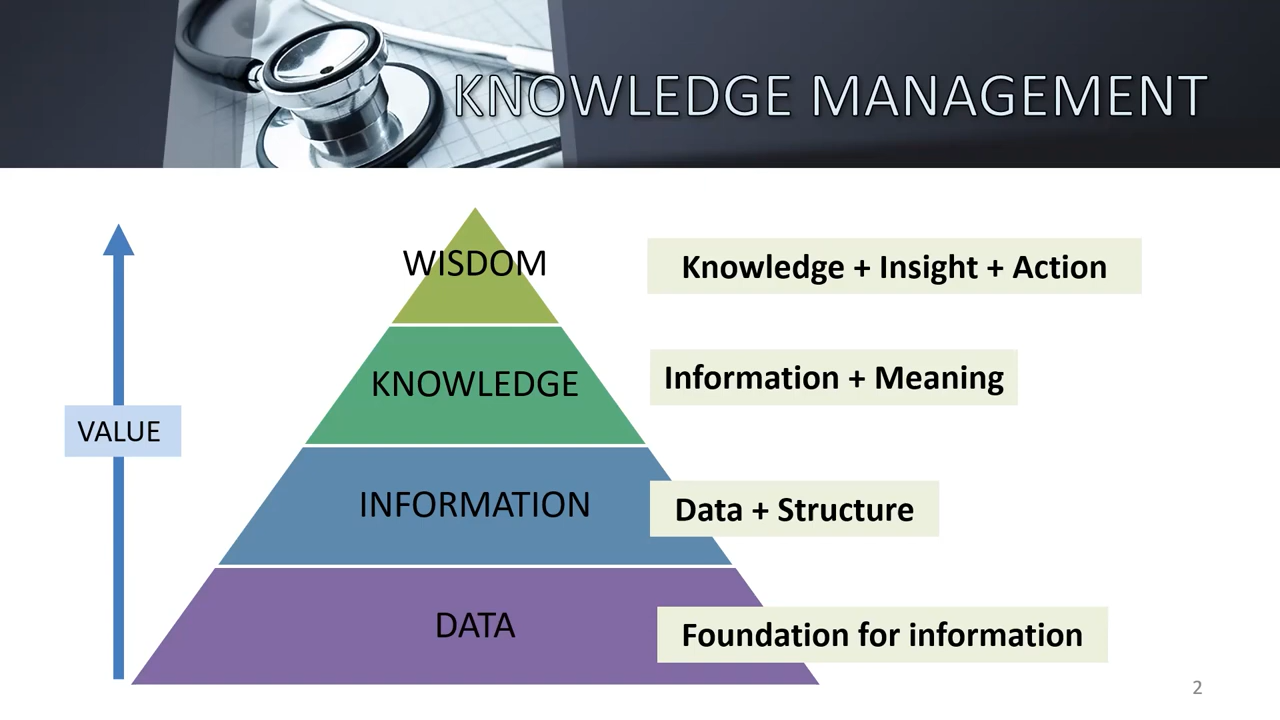 KNOWLEDGE MANAGEMENT
WISDOM
Knowledge + Insight + Action
KNOWLEDGE
Information + Meaning
VALUE
INFORMATION
Data + Structure
DATA
Foundation for information
2